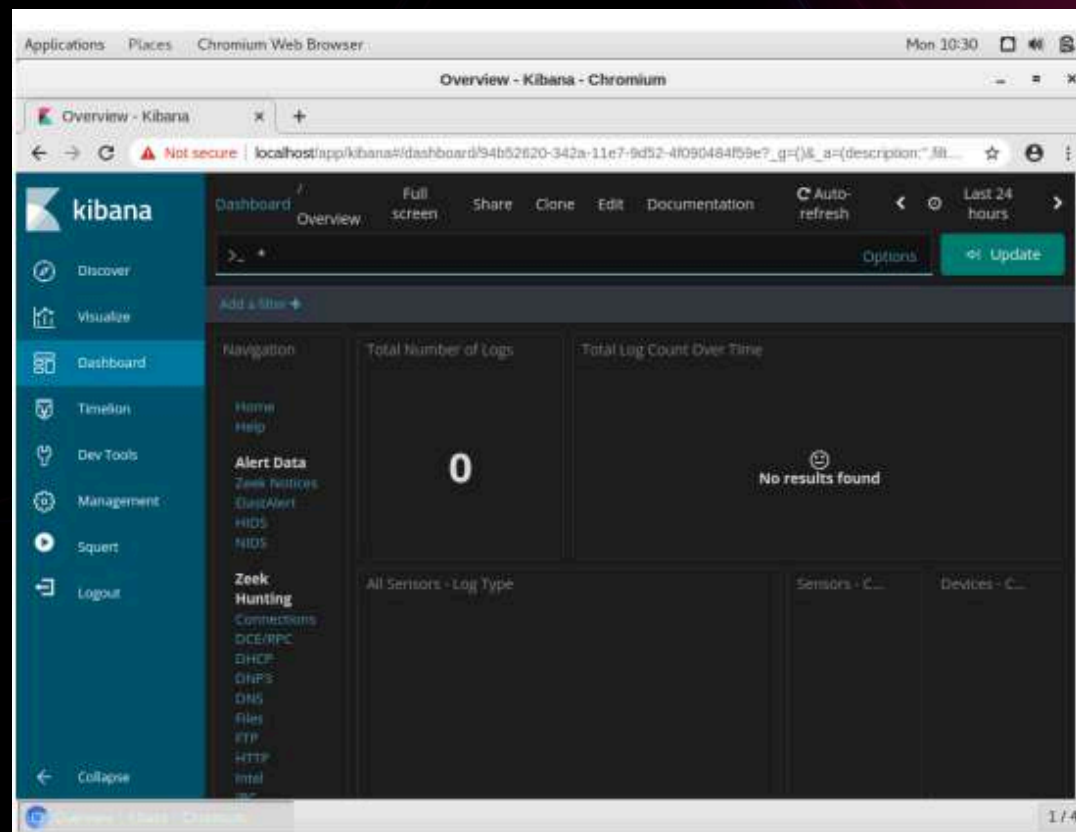 Applications Places Chromium Web Browser Mon 10:30
Overview - Kibana - Chromium
Overview - Kibana
Not secure localhost/app/kibana#/dashboard/94b52620-342a-11e7-9d52-4f090484f59e?_g=()&_a=(description:'',filt...
kibana
Dashboard / Overview Full screen Share Clone Edit Documentation Auto-refresh Last 24 hours
>_ * Options Update
Add a filter +
Discover
Visualize
Dashboard
Timelion
Dev Tools
Management
Squert
Logout
Collapse
Navigation
Home
Help
Alert Data
Zeek Notices
ElastAlert
HIDS
NIDS
Zeek
Hunting
Connections
DCE/RPC
DHCP
DNP3
DNS
Files
FTP
HTTP
Intel
Total Number of Logs
0
Total Log Count Over Time
No results found
All Sensors - Log Type
Sensors - C...
Devices - C...
1 / 4